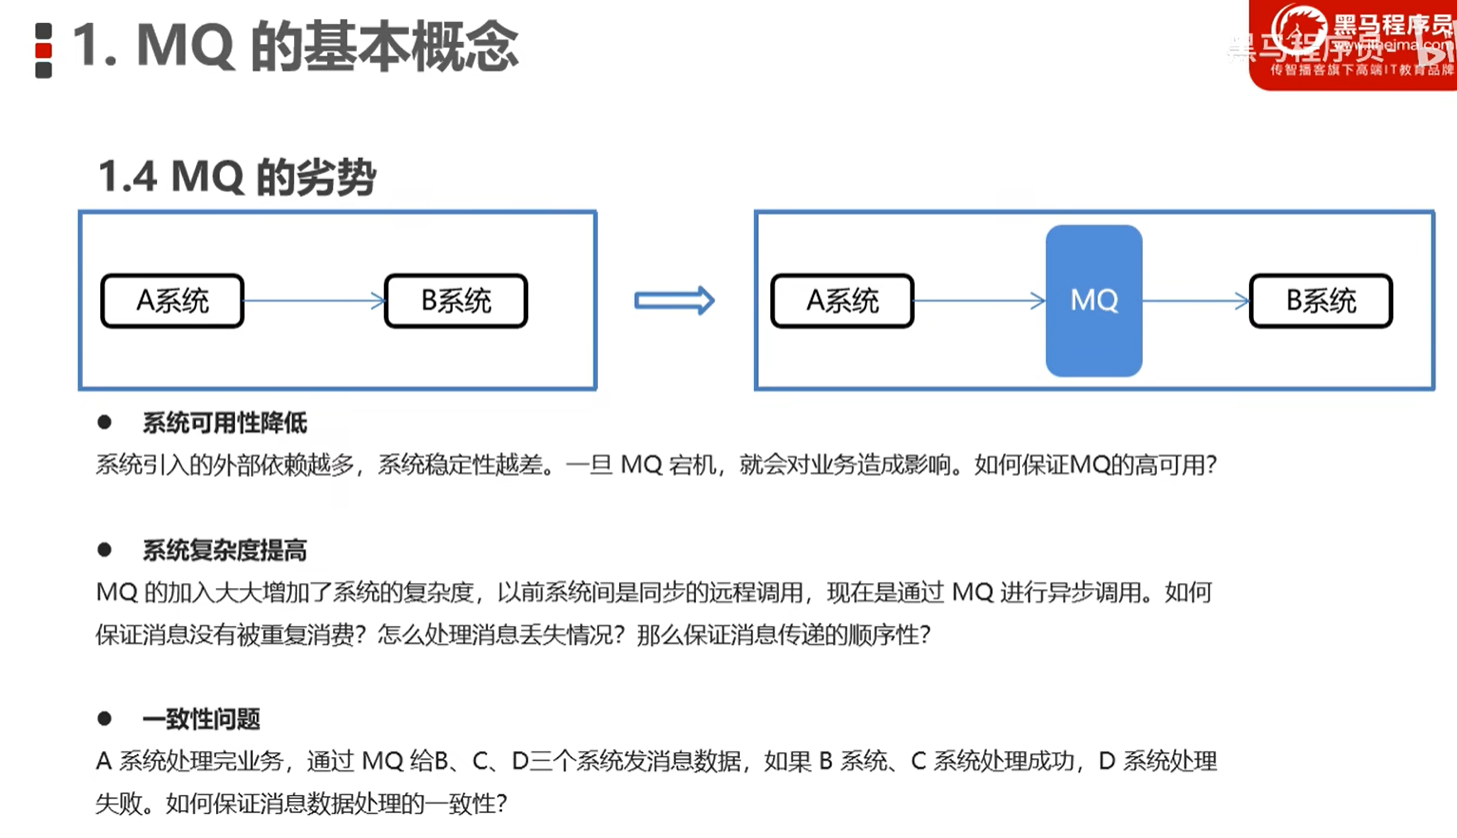 1. MQ 的基本概念
黑马程序员
www.itheima.com
传智播客旗下高端IT教育品牌
黑马程序员-
1.4 MQ 的劣势
A系统
B系统
A系统
MQ
B系统
● 系统可用性降低
系统引入的外部依赖越多，系统稳定性越差。一旦 MQ 宕机，就会对业务造成影响。如何保证MQ的高可用？
● 系统复杂度提高
MQ 的加入大大增加了系统的复杂度，以前系统间是同步的远程调用，现在是通过 MQ 进行异步调用。如何
保证消息没有被重复消费？怎么处理消息丢失情况？那么保证消息传递的顺序性？
● 一致性问题
A 系统处理完业务，通过 MQ 给B、C、D三个系统发消息数据，如果 B 系统、C 系统处理成功，D 系统处理
失败。如何保证消息数据处理的一致性？